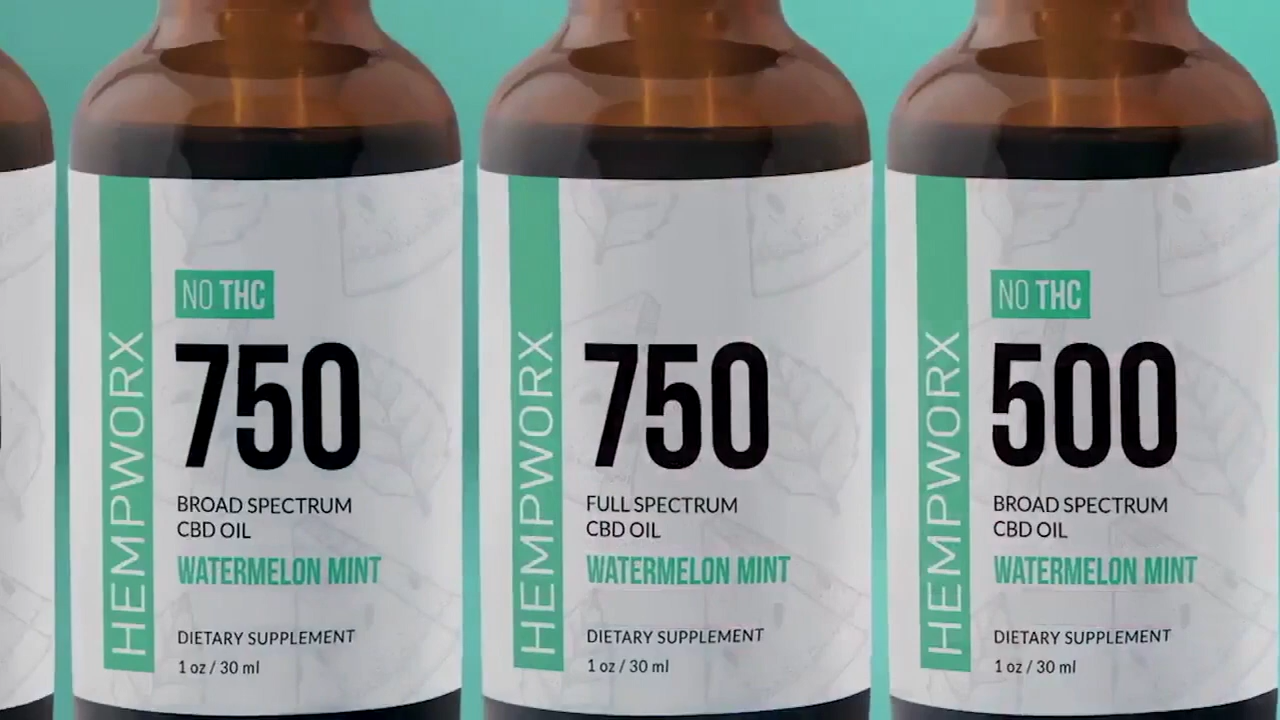 HEMPWORX
NO THC
750
BROAD SPECTRUM
CBD OIL
WATERMELON MINT
DIETARY SUPPLEMENT
1 oz / 30 ml
HEMPWORX
750
FULL SPECTRUM
CBD OIL
WATERMELON MINT
DIETARY SUPPLEMENT
1 oz / 30 ml
HEMPWORX
NO THC
500
BROAD SPECTRUM
CBD OIL
WATERMELON MINT
DIETARY SUPPLEMENT
1 oz / 30 ml